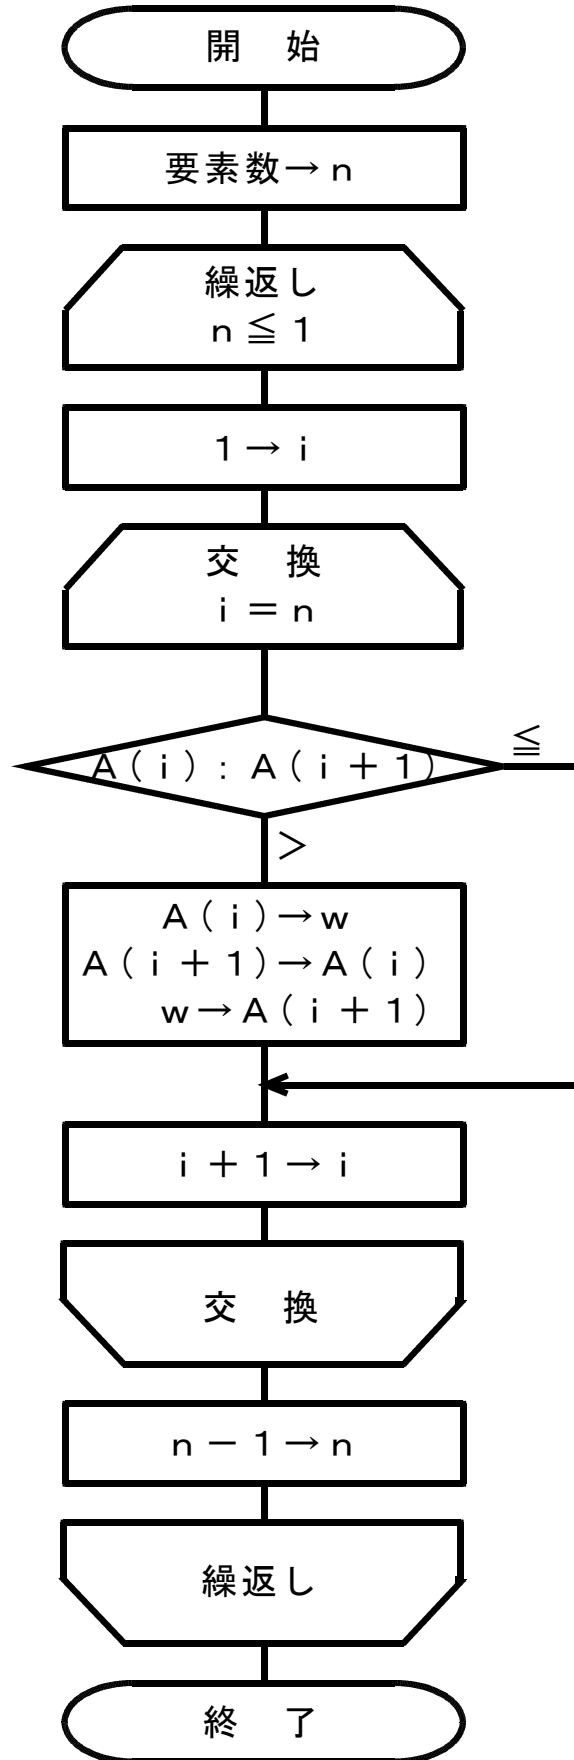 開　始
要素数→ｎ
繰返し
ｎ≦１
１→ｉ
交　換
ｉ＝ｎ
Ａ（ｉ）：Ａ（ｉ＋１）
≦
＞
Ａ（ｉ）→ｗ
Ａ（ｉ＋１）→Ａ（ｉ）
ｗ→Ａ（ｉ＋１）
ｉ＋１→ｉ
交　換
ｎ－１→ｎ
繰返し
終　了